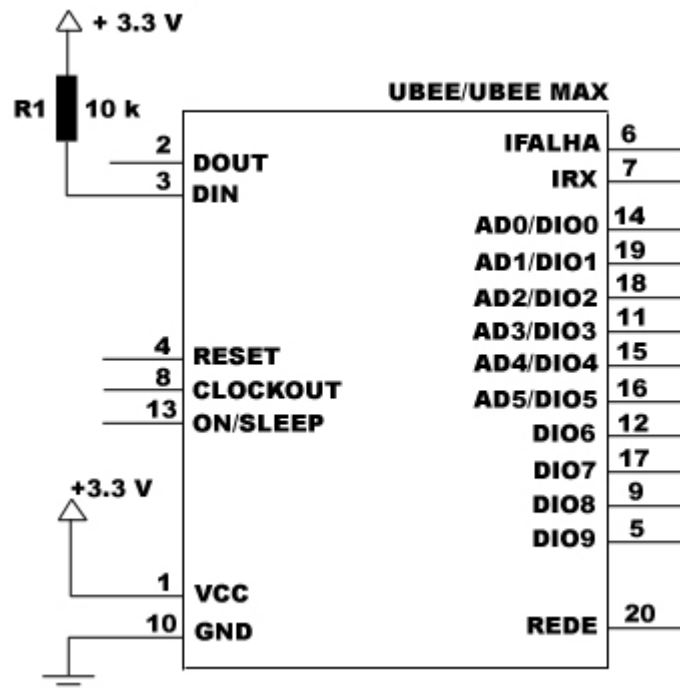 + 3.3 V
R1 10 k
UBEE/UBEE MAX
2 DOUT
3 DIN
4 RESET
8 CLOCKOUT
13 ON/SLEEP
+3.3 V
1 VCC
10 GND
IFALHA 6
IRX 7
AD0/DIO0 14
AD1/DIO1 19
AD2/DIO2 18
AD3/DIO3 11
AD4/DIO4 15
AD5/DIO5 16
DIO6 12
DIO7 17
DIO8 9
DIO9 5
REDE 20